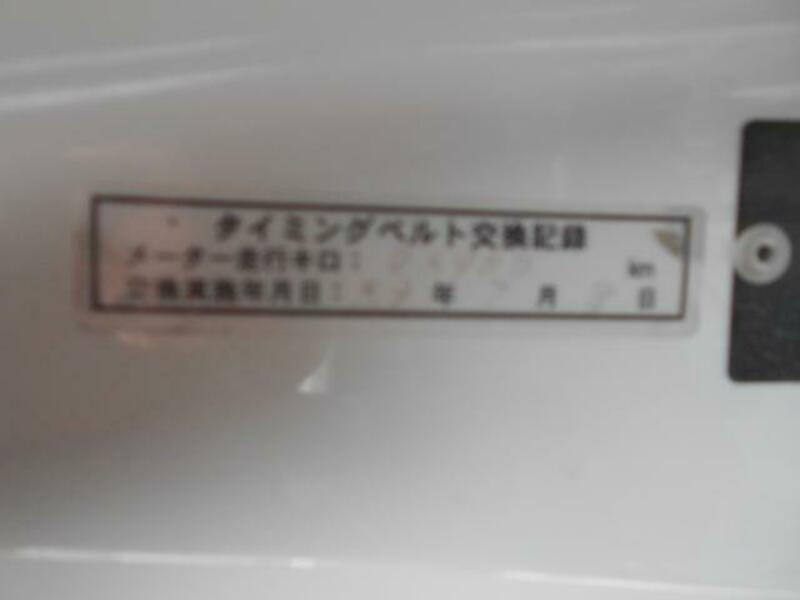 タイミングベルト交換記録
メーター走行キロ： km
交換実施年月日： 年 月 日